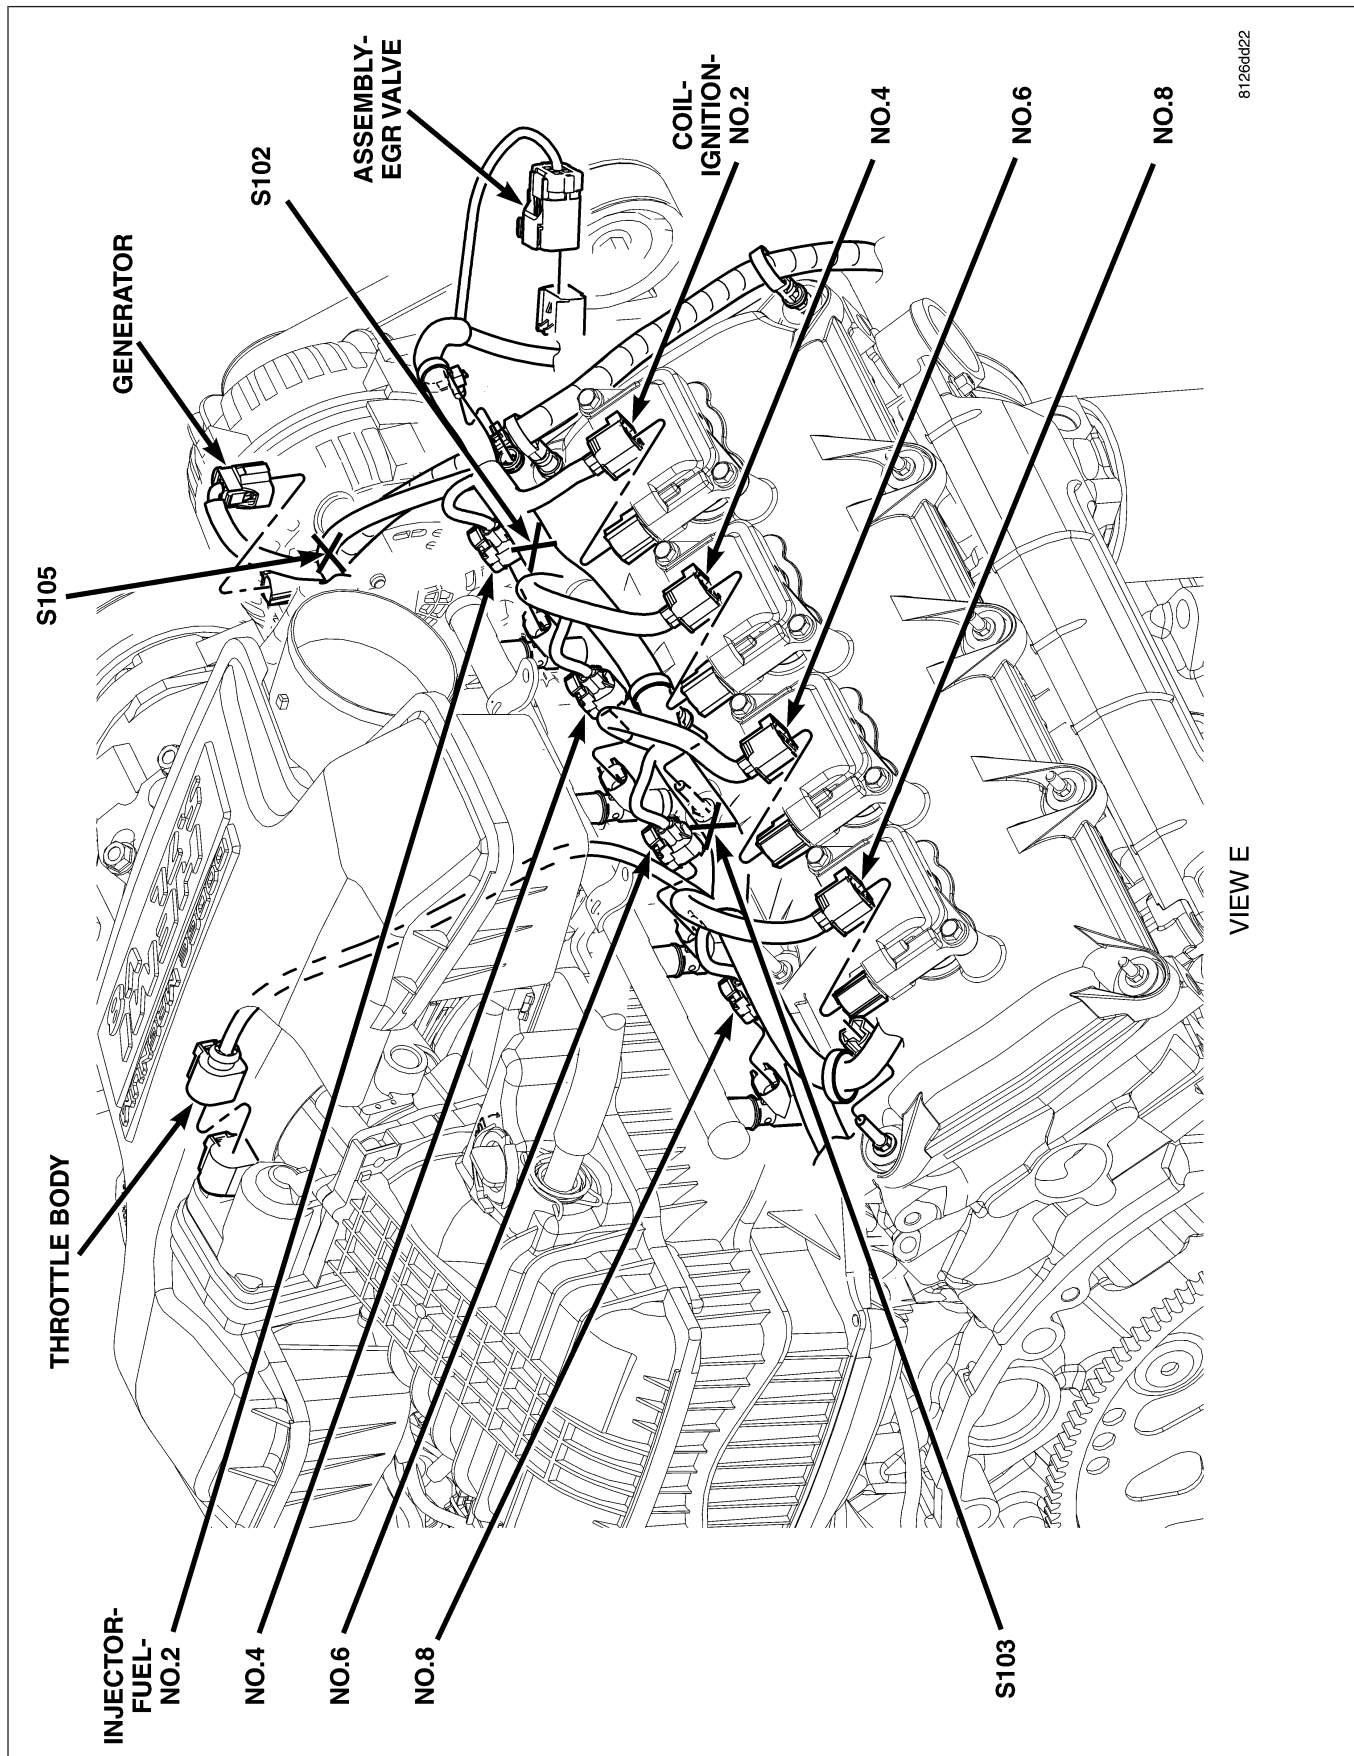 THROTTLE BODY
S105
INJECTOR-
FUEL-
NO.2
NO.4
NO.6
NO.8
GENERATOR
S102
ASSEMBLY-
EGR VALVE
COIL-
IGNITION-
NO.2
NO.4
NO.6
NO.8
S103
VIEW E
8126dd22